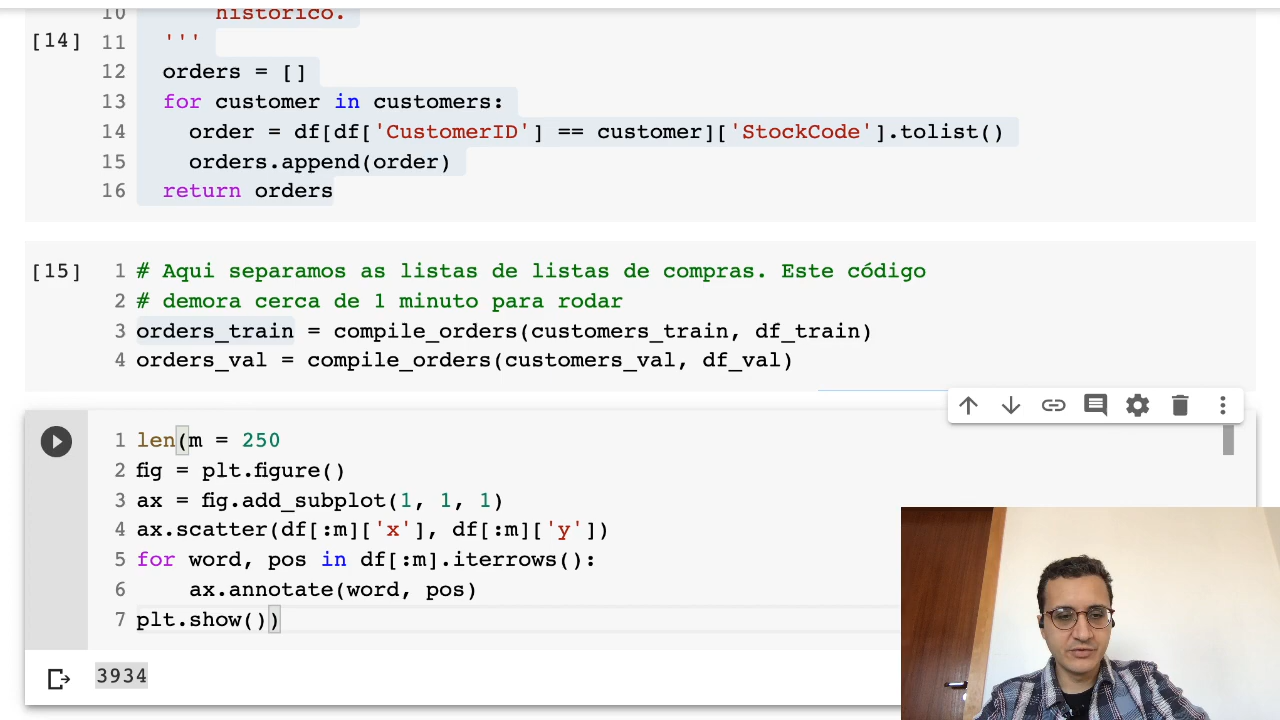 10 historico.
[14] 11 '''
12 orders = []
13 for customer in customers:
14 order = df[df['CustomerID'] == customer]['StockCode'].tolist()
15 orders.append(order)
16 return orders
[15] 1 # Aqui separamos as listas de listas de compras. Este código
2 # demora cerca de 1 minuto para rodar
3 orders_train = compile_orders(customers_train, df_train)
4 orders_val = compile_orders(customers_val, df_val)
1 len(m = 250
2 fig = plt.figure()
3 ax = fig.add_subplot(1, 1, 1)
4 ax.scatter(df[:m]['x'], df[:m]['y'])
5 for word, pos in df[:m].iterrows():
6 ax.annotate(word, pos)
7 plt.show())
3934